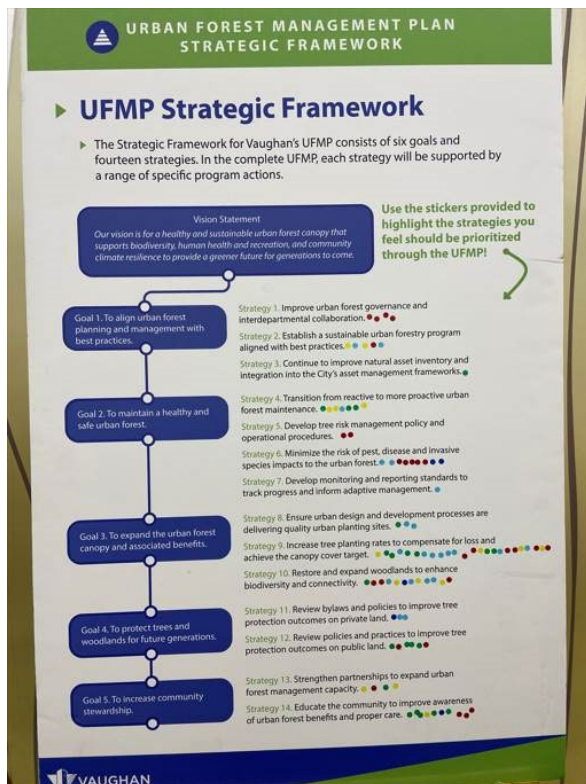 URBAN FOREST MANAGEMENT PLAN
STRATEGIC FRAMEWORK
UFMP Strategic Framework
The Strategic Framework for Vaughan's UFMP consists of six goals and
fourteen strategies. In the complete UFMP, each strategy will be supported by
a range of specific program actions.
Vision Statement
Our vision is for a healthy and sustainable urban forest canopy that
supports biodiversity, human health and recreation, and community
climate resilience to provide a greener future for generations to come.
Use the stickers provided to
highlight the strategies you
feel should be prioritized
through the UFMP!
Goal 1. To align urban forest
planning and management with
best practices.
Strategy 1. Improve urban forest governance and
interdepartmental collaboration.
Strategy 2. Establish a sustainable urban forestry program
aligned with best practices.
Strategy 3. Continue to improve natural asset inventory and
integration into the City's asset management frameworks.
Goal 2. To maintain a healthy and
safe urban forest.
Strategy 4. Transition from reactive to more proactive urban
forest maintenance.
Strategy 5. Develop tree risk management policy and
operational procedures.
Strategy 6. Minimize the risk of pest, disease and invasive
species impacts to the urban forest.
Strategy 7. Develop monitoring and reporting standards to
track progress and inform adaptive management.
Goal 3. To expand the urban forest
canopy and associated benefits.
Strategy 8. Ensure urban design and development processes are
delivering quality urban planting sites.
Strategy 9. Increase tree planting rates to compensate for loss and
achieve the canopy cover target.
Strategy 10. Restore and expand woodlands to enhance
biodiversity and connectivity.
Goal 4. To protect trees and
woodlands for future generations.
Strategy 11. Review bylaws and policies to improve tree
protection outcomes on private land.
Strategy 12. Review policies and practices to improve tree
protection outcomes on public land.
Goal 5. To increase community
stewardship.
Strategy 13. Strengthen partnerships to expand urban
forest management capacity.
Strategy 14. Educate the community to improve awareness
of urban forest benefits and proper care.
VAUGHAN